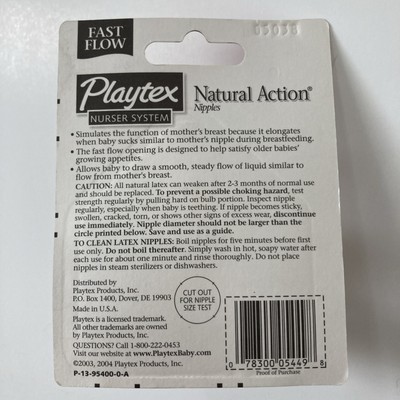 FAST
FLOW
05038
Playtex
NURSER SYSTEM
Natural Action®
Nipples
• Simulates the function of mother's breast because it elongates
when baby sucks similar to mother's nipple during breastfeeding.
• The fast flow opening is designed to help satisfy older babies'
growing appetites.
• Allows baby to draw a smooth, steady flow of liquid similar to
flow from mother's breast.
CAUTION: All natural latex can weaken after 2-3 months of normal use
and should be replaced. To prevent a possible choking hazard, test
strength regularly by pulling hard on bulb portion. Inspect nipple
regularly, especially when baby is teething. If nipple becomes sticky,
swollen, cracked, torn, or shows other signs of excess wear, discontinue
use immediately. Nipple diameter should not be larger than the
circle printed below. Save and use as a guide.
TO CLEAN LATEX NIPPLES: Boil nipples for five minutes before first
use only. Do not boil thereafter. Simply wash in hot, soapy water after
each use for about one minute and rinse thoroughly. Do not place
nipples in steam sterilizers or dishwashers.
Distributed by
Playtex Products, Inc.
P.O. Box 1400, Dover, DE 19903
Made in U.S.A.
Playtex is a licensed trademark.
All other trademarks are owned
by Playtex Products, Inc.
QUESTIONS? Call 1-800-222-0453
Visit our website at www.PlaytexBaby.com
©2003, 2004 Playtex Products, Inc.
P-13-95400-0-A
CUT OUT
FOR NIPPLE
SIZE TEST
0 78300 05449 8
Proof of Purchase